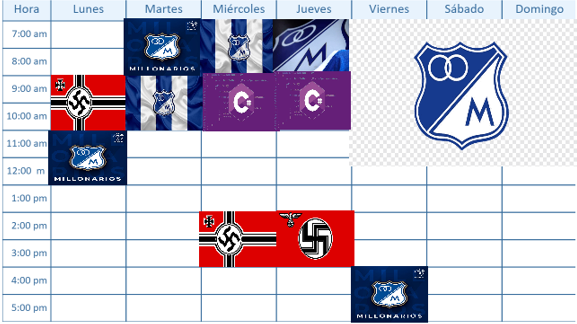 Hora Lunes Martes Miércoles Jueves Viernes Sábado Domingo
7:00 am
8:00 am
MILLONARIOS
9:00 am
C
C
10:00 am
11:00 am
12:00 m
MILLONARIOS
1:00 pm
2:00 pm
3:00 pm
4:00 pm
5:00 pm
MILLONARIOS